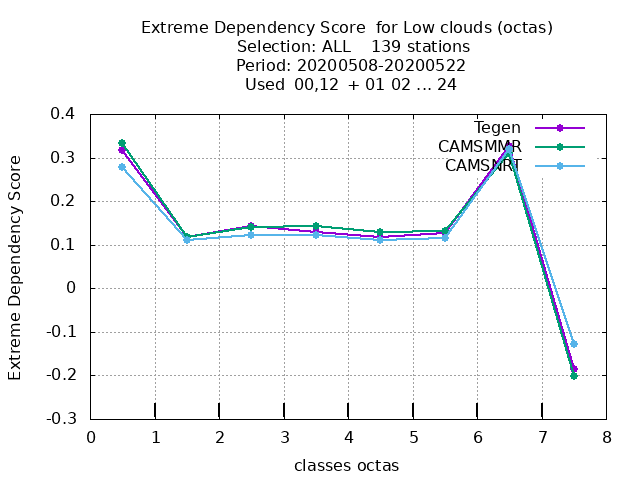 Extreme Dependency Score  for Low clouds (octas)
Selection: ALL    139 stations
Period: 20200508-20200522
Used  00,12  + 01 02 ... 24
Tegen
CAMSMMR
CAMSNRT
Extreme Dependency Score
0.4
0.3
0.2
0.1
0
-0.1
-0.2
-0.3
0 1 2 3 4 5 6 7 8
classes octas